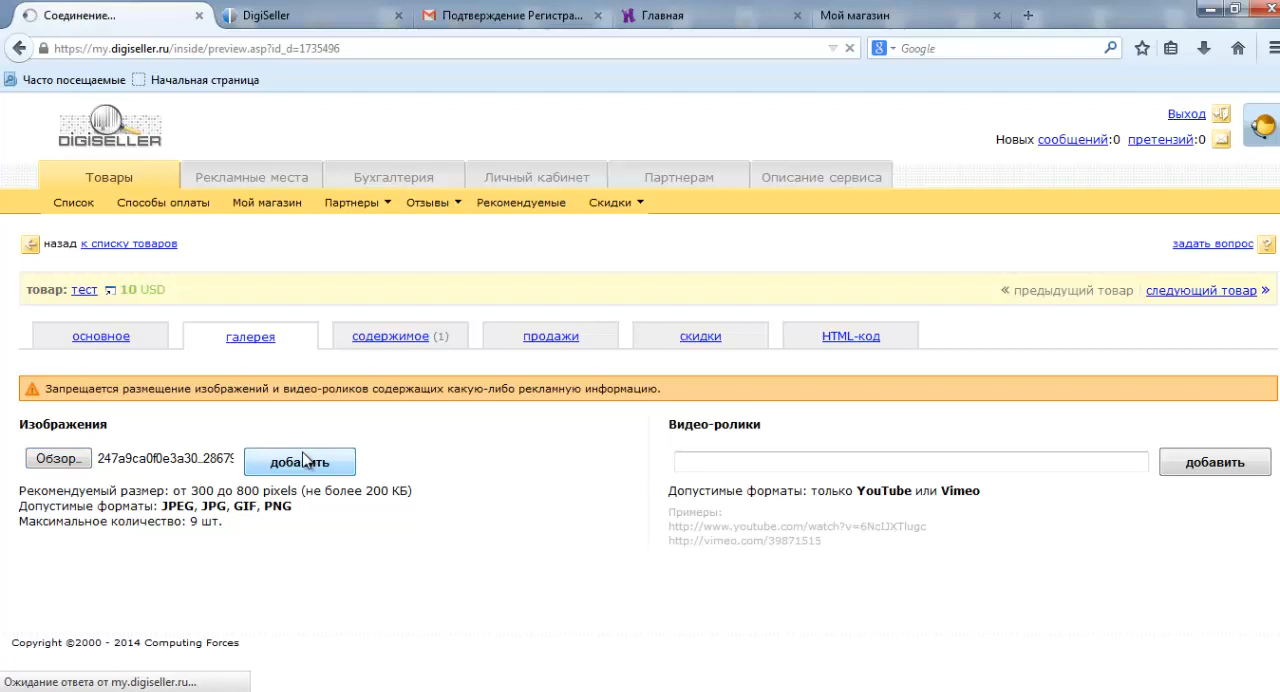 Соединение...
DigiSeller
Подтверждение Регистра...
Главная
Мой магазин
https://my.digiseller.ru/inside/preview.asp?id_d=1735496
Google
Часто посещаемые
Начальная страница
DIGISELLER
Выход
Новых сообщений:0 претензий:0
Товары
Рекламные места
Бухгалтерия
Личный кабинет
Партнерам
Описание сервиса
Список
Способы оплаты
Мой магазин
Партнеры
Отзывы
Рекомендуемые
Скидки
назад к списку товаров
задать вопрос
товар: тест 10 USD
« предыдущий товар
следующий товар »
основное
галерея
содержимое (1)
продажи
скидки
HTML-код
Запрещается размещение изображений и видео-роликов содержащих какую-либо рекламную информацию.
Изображения
Видео-ролики
Обзор...
247a9ca0f0e3a30...2867
добавить
добавить
Рекомендуемый размер: от 300 до 800 pixels (не более 200 КБ)
Допустимые форматы: JPEG, JPG, GIF, PNG
Максимальное количество: 9 шт.
Допустимые форматы: только YouTube или Vimeo
Примеры:
http://www.youtube.com/watch?v=6NcIJXTlugc
http://vimeo.com/39871515
Copyright ©2000 - 2014 Computing Forces
Ожидание ответа от my.digiseller.ru...